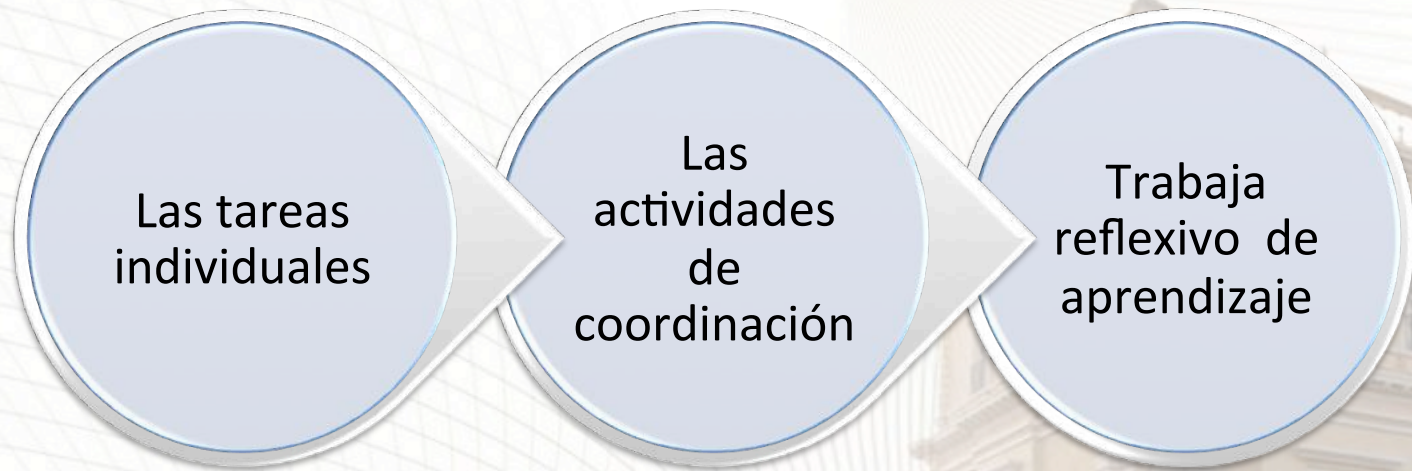 Las tareas
individuales
Las
actividades
de
coordinación
Trabaja
reflexivo de
aprendizaje